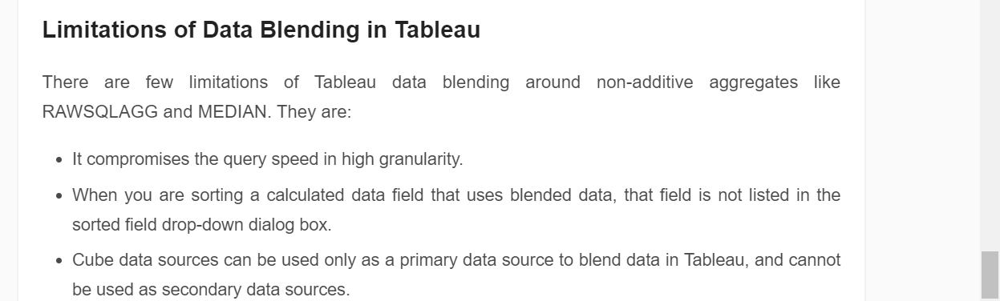 Limitations of Data Blending in Tableau
There are few limitations of Tableau data blending around non-additive aggregates like
RAWSQLAGG and MEDIAN. They are:
• It compromises the query speed in high granularity.
• When you are sorting a calculated data field that uses blended data, that field is not listed in the
sorted field drop-down dialog box.
• Cube data sources can be used only as a primary data source to blend data in Tableau, and cannot
be used as secondary data sources.